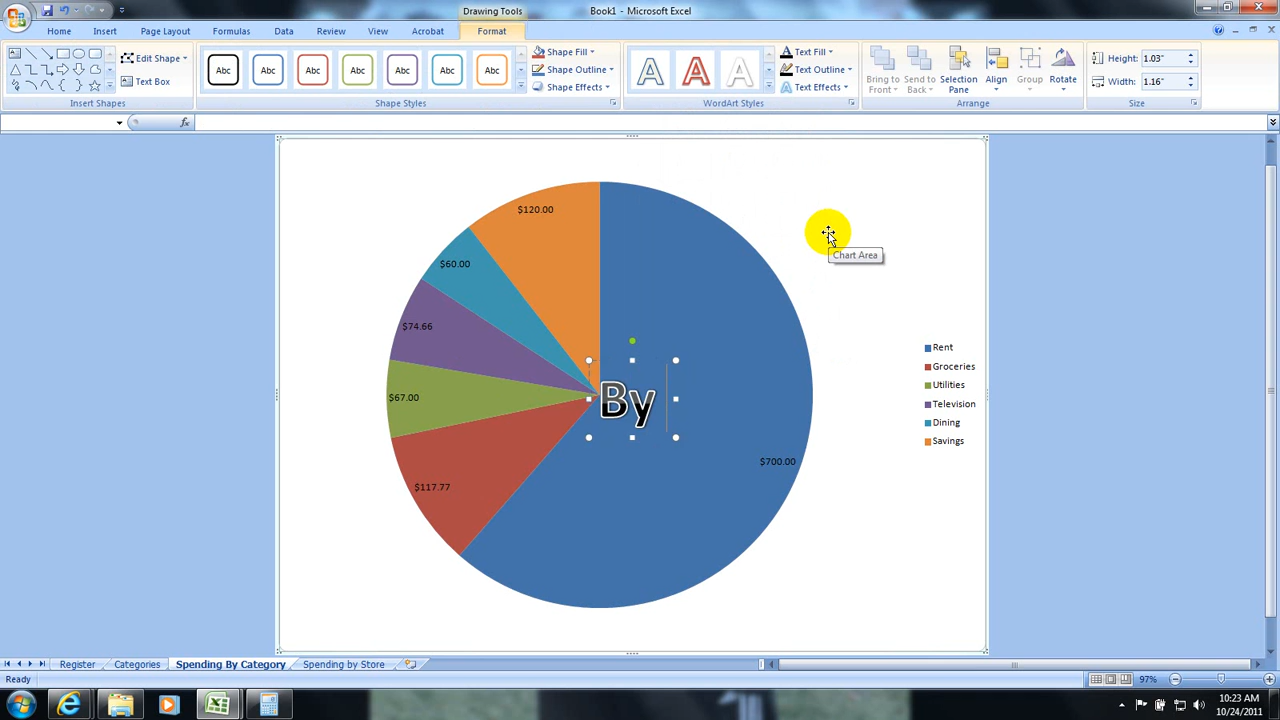 Drawing Tools
Book1 - Microsoft Excel
Home Insert Page Layout Formulas Data Review View Acrobat Format
Edit Shape
Text Box
Insert Shapes
Abc Abc Abc Abc Abc Abc Abc
Shape Fill
Shape Outline
Shape Effects
Shape Styles
A A A
Text Fill
Text Outline
Text Effects
WordArt Styles
Bring to Front
Send to Back
Selection Pane
Align
Group
Rotate
Arrange
Height: 1.03"
Width: 1.16"
Size
fx
$120.00
$60.00
$74.66
$67.00
$117.77
$700.00
By
Chart Area
Rent
Groceries
Utilities
Television
Dining
Savings
Register Categories Spending By Category Spending by Store
Ready
97%
10:23 AM
10/24/2011